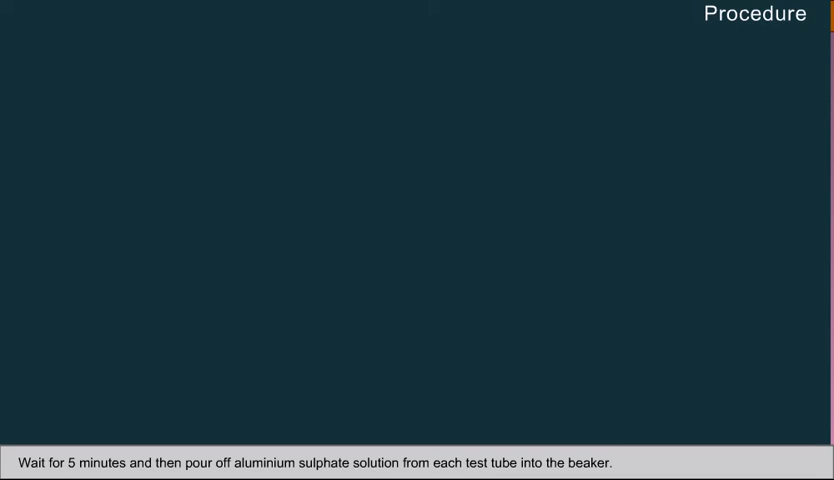 Procedure
Wait for 5 minutes and then pour off aluminium sulphate solution from each test tube into the beaker.